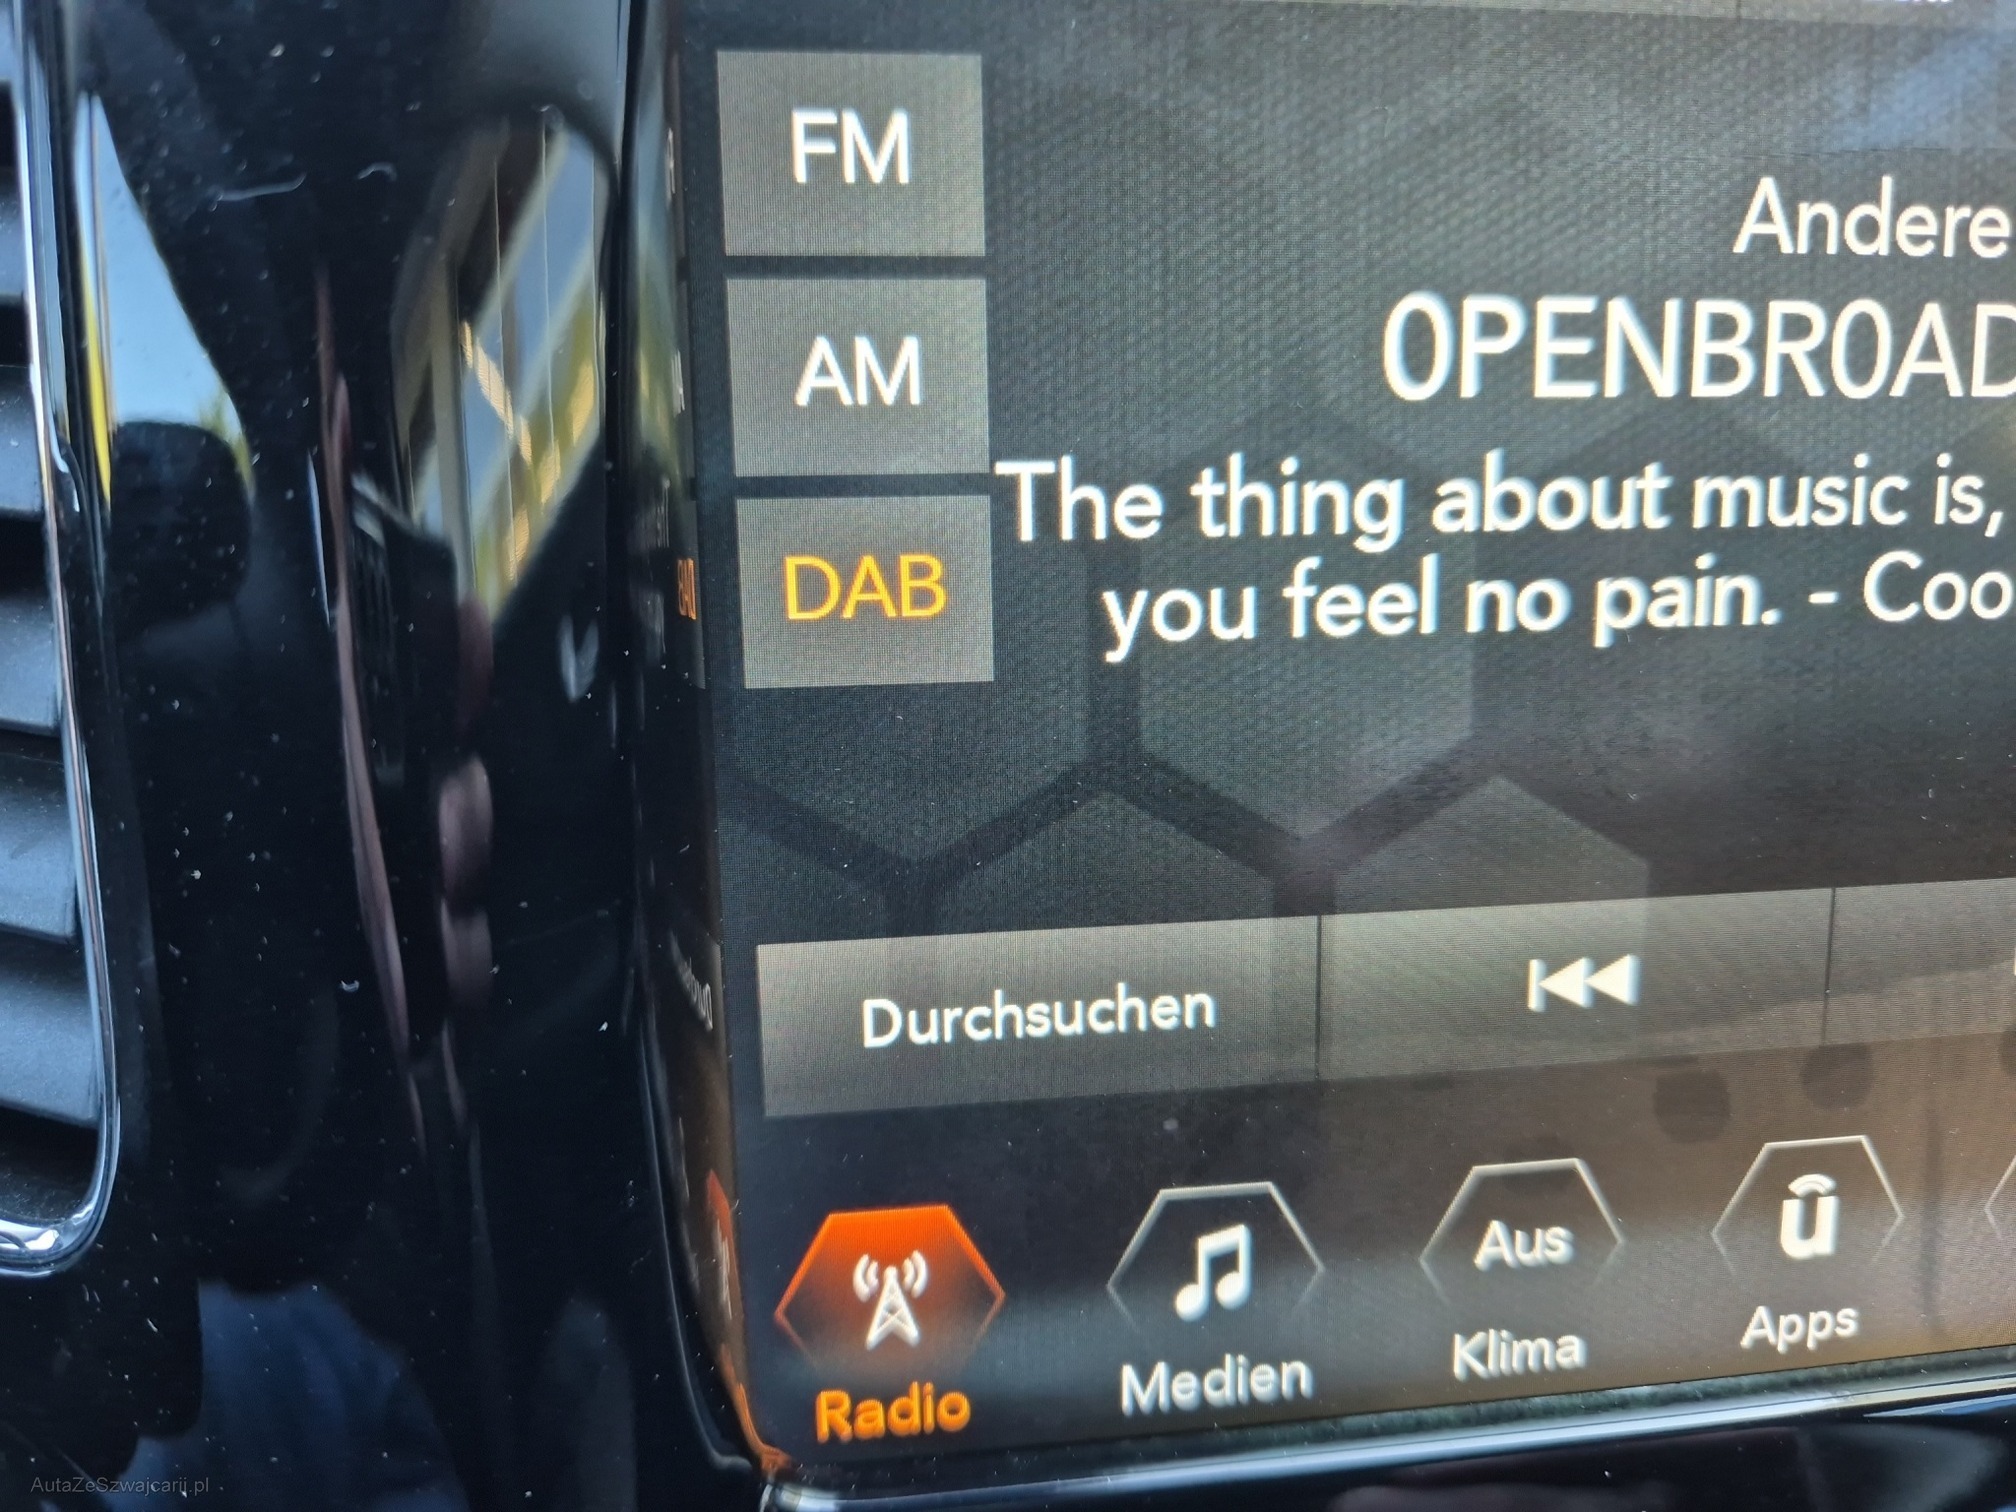 FM
AM
DAB
Andere
0PENBR0AD
The thing about music is,
you feel no pain. - Coo
Durchsuchen
Aus
Radio
Medien
Klima
Apps
AutaZeSzwajcarii.pl